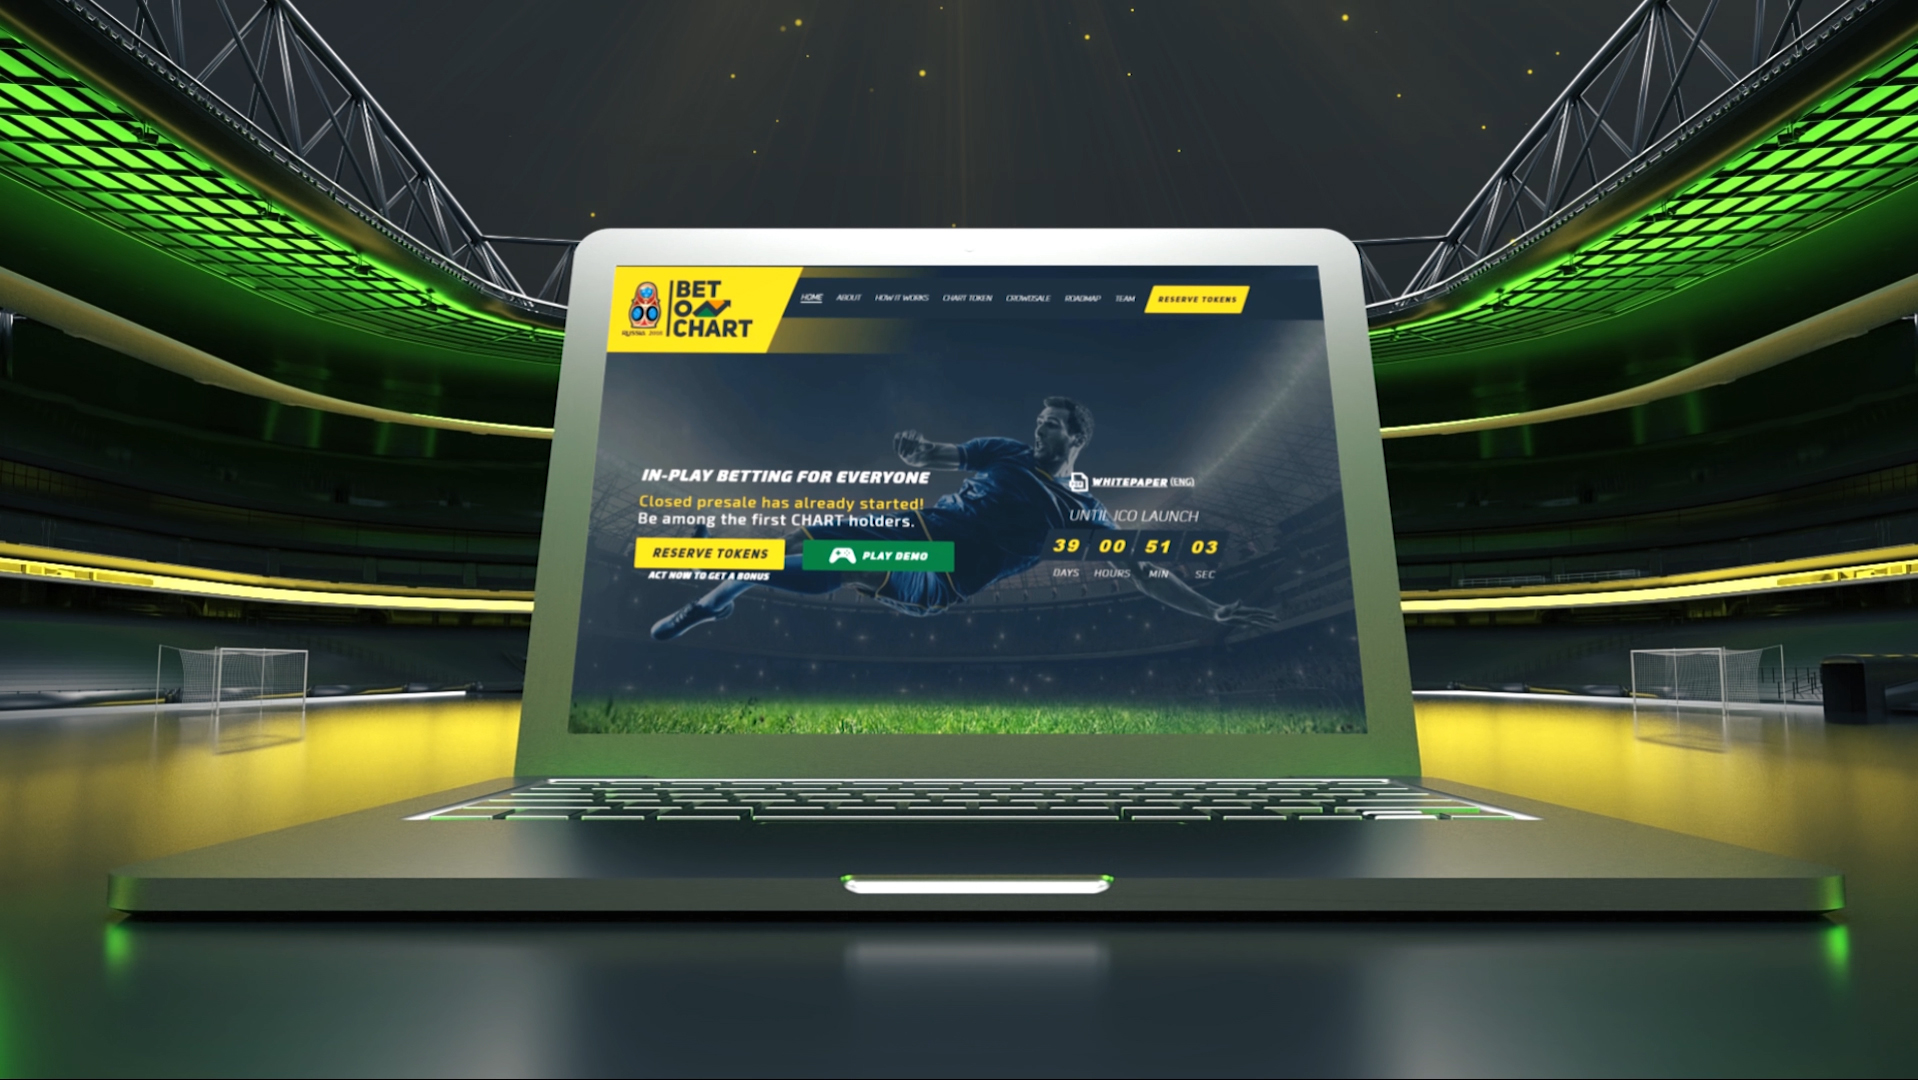 BET
O
CHART
RUSSIA 2018
HOME ABOUT HOW IT WORKS CHART TOKEN CROWDSALE ROADMAP TEAM RESERVE TOKENS
IN-PLAY BETTING FOR EVERYONE
Closed presale has already started!
Be among the first CHART holders.
RESERVE TOKENS PLAY DEMO
ACT NOW TO GET A BONUS
WHITEPAPER (ENG)
UNTIL ICO LAUNCH
39 00 51 03
DAYS HOURS MIN SEC